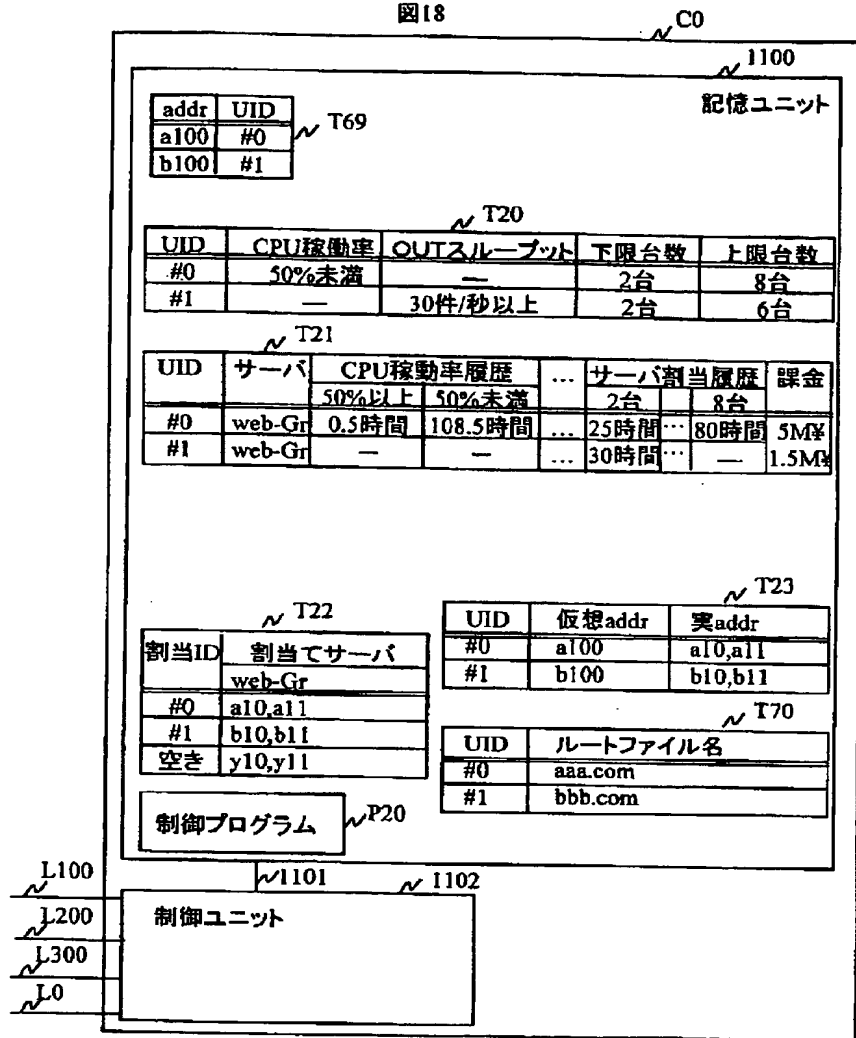 図18
C0
1100
記憶ユニット
addr UID
a100 #0
b100 #1
T69
T20
UID CPU稼働率 OUTスループット 下限台数 上限台数
#0 50%未満 — 2台 8台
#1 — 30件/秒以上 2台 6台
T21
UID サーバ CPU稼動率履歴 … サーバ割当履歴 課金
50%以上 50%未満 2台 8台
#0 web-Gr 0.5時間 108.5時間 … 25時間 … 80時間 5M¥
#1 web-Gr — — … 30時間 … — 1.5M¥
T22
割当ID 割当てサーバ
web-Gr
#0 a10,a11
#1 b10,b11
空き y10,y11
T23
UID 仮想addr 実addr
#0 a100 a10,a11
#1 b100 b10,b11
T70
UID ルートファイル名
#0 aaa.com
#1 bbb.com
制御プログラム
P20
1101
1102
制御ユニット
L100
L200
L300
L0